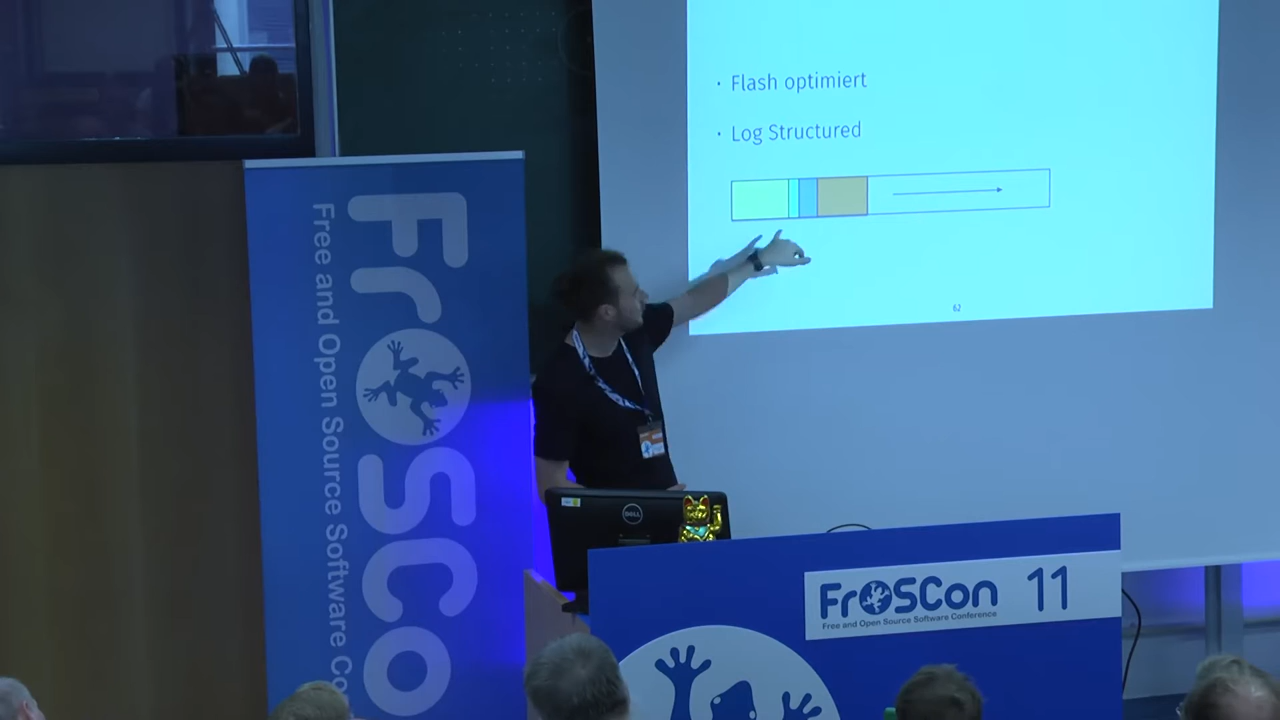 · Flash optimiert
· Log Structured
62
FrOSCo
Free and Open Source Software Co
DELL
FrOSCon 11
Free and Open Source Software Conference